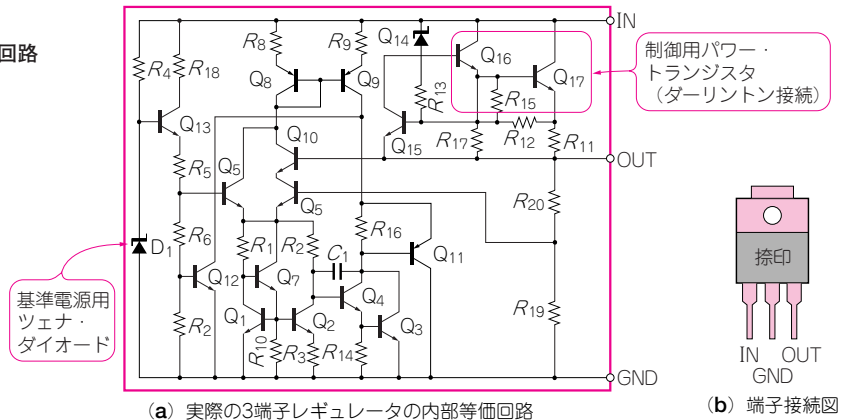 回路
IN
R4
R18
R8
R9
Q14
Q16
Q8
Q9
R13
R15
Q17
Q13
Q10
Q15
R17
R12
R11
R5
Q5
OUT
Q5
R20
R6
D1
R1
R2
R16
Q12
Q7
C1
Q11
Q4
R2
Q1
Q2
Q3
R19
R10
R3
R14
GND
制御用パワー・
トランジスタ
（ダーリントン接続）
基準電源用
ツェナ・
ダイオード
捺印
IN
OUT
GND
（a）実際の3端子レギュレータの内部等価回路
（b）端子接続図